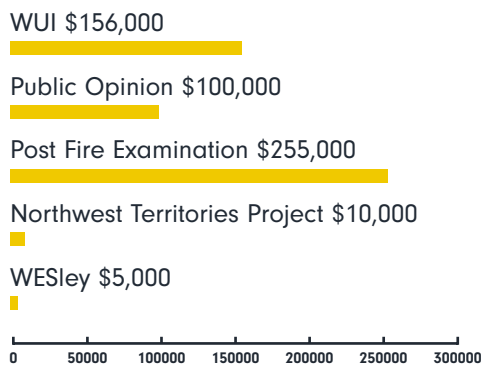 WUI $156,000
Public Opinion $100,000
Post Fire Examination $255,000
Northwest Territories Project $10,000
WESley $5,000
0 50000 100000 150000 200000 250000 300000